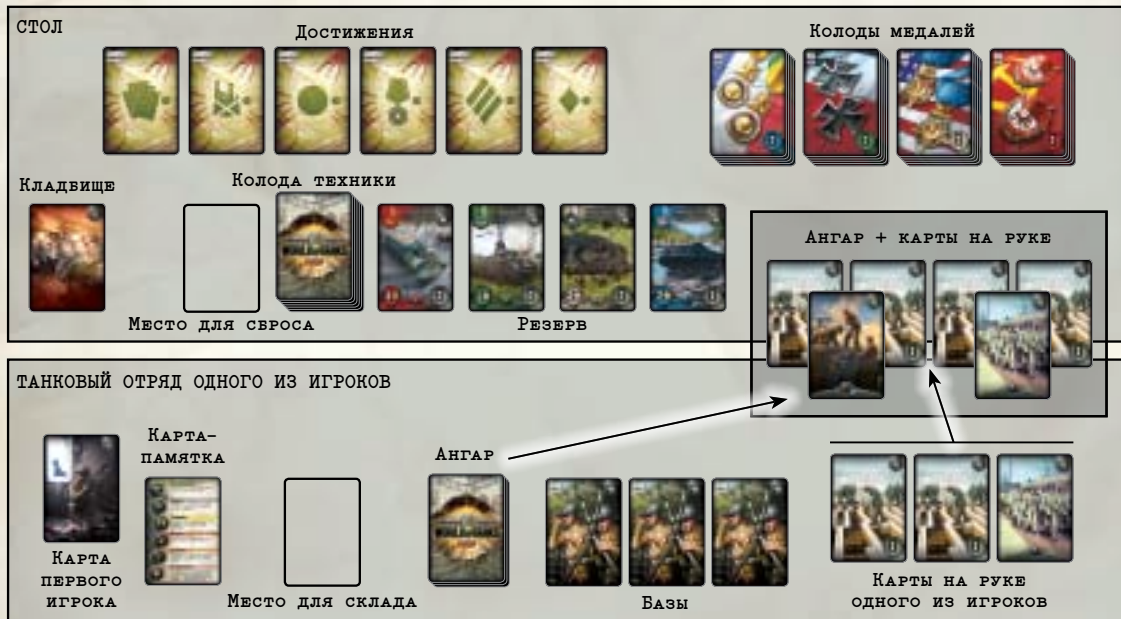 СТОЛ
Достижения
Колоды медалей
Кладбище
Колода техники
Ангар + карты на руке
Место для сброса
Резерв
ТАНКОВЫЙ ОТРЯД ОДНОГО ИЗ ИГРОКОВ
Карта-
памятка
Ангар
Карта
первого
игрока
Место для склада
Базы
Карты на руке
одного из игроков